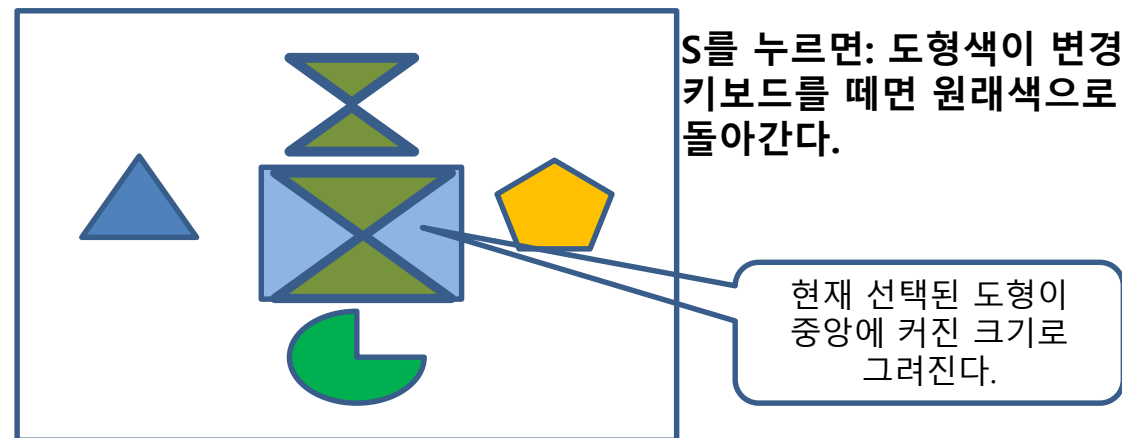 S를 누르면: 도형색이 변경
키보드를 떼면 원래색으로
돌아간다.
현재 선택된 도형이
중앙에 커진 크기로
그려진다.